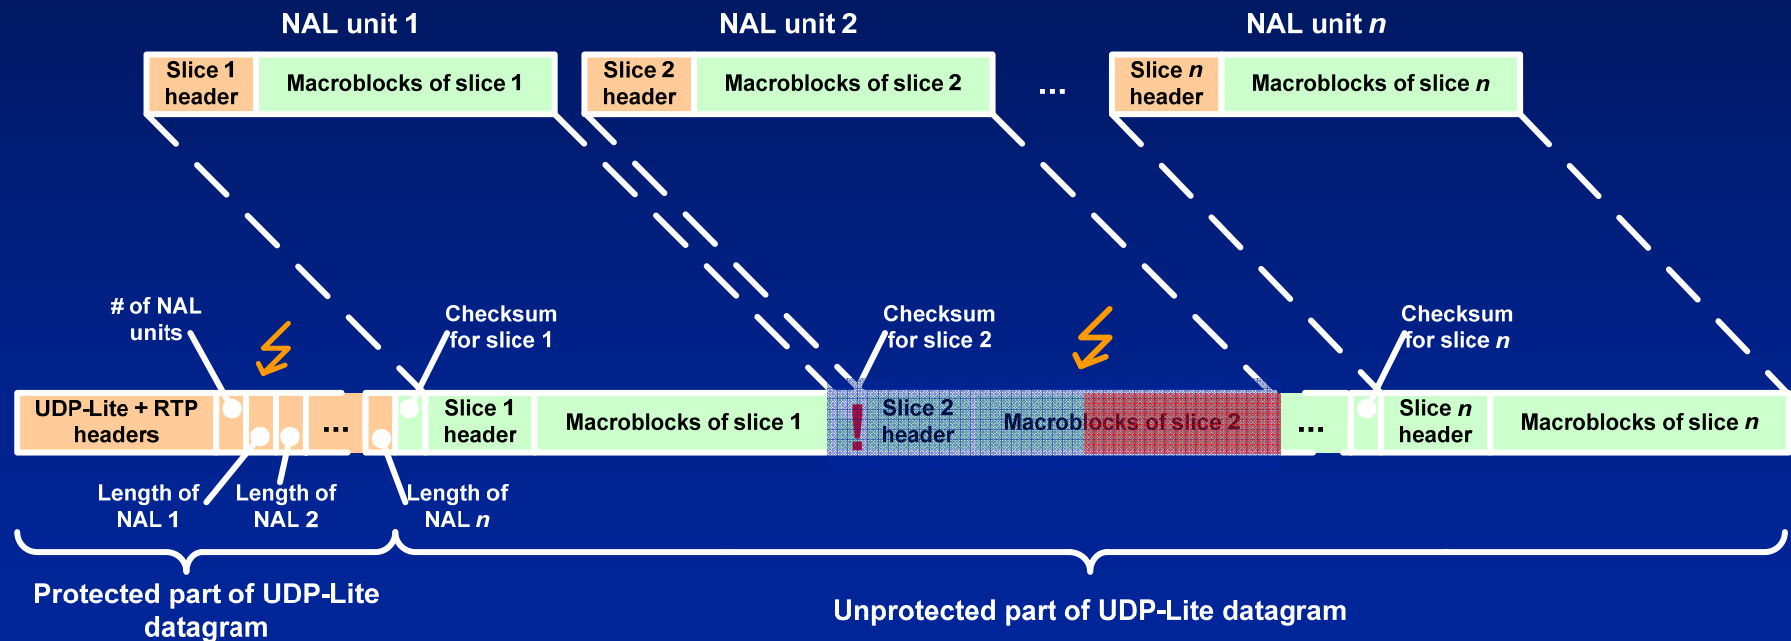 NAL unit 1
NAL unit 2
NAL unit n
Slice 1
header
Macroblocks of slice 1
Slice 2
header
Macroblocks of slice 2
...
Slice n
header
Macroblocks of slice n
# of NAL
units
Checksum
for slice 1
Checksum
for slice 2
Checksum
for slice n
UDP-Lite + RTP
headers
...
Slice 1
header
Macroblocks of slice 1
!
Slice 2
header
Macroblocks of slice 2
...
Slice n
header
Macroblocks of slice n
Length of
NAL 1
Length of
NAL 2
Length of
NAL n
Protected part of UDP-Lite
datagram
Unprotected part of UDP-Lite datagram